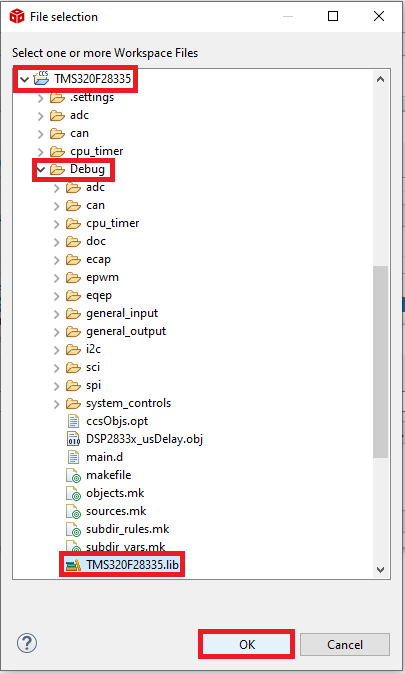 File selection
Select one or more Workspace Files
CCS TMS320F28335
.settings
adc
can
cpu_timer
Debug
adc
can
cpu_timer
doc
ecap
epwm
eqep
general_input
general_output
i2c
sci
spi
system_controls
ccsObjs.opt
010 DSP2833x_usDelay.obj
main.d
makefile
objects.mk
sources.mk
subdir_rules.mk
subdir_vars.mk
TMS320F28335.lib
? OK Cancel